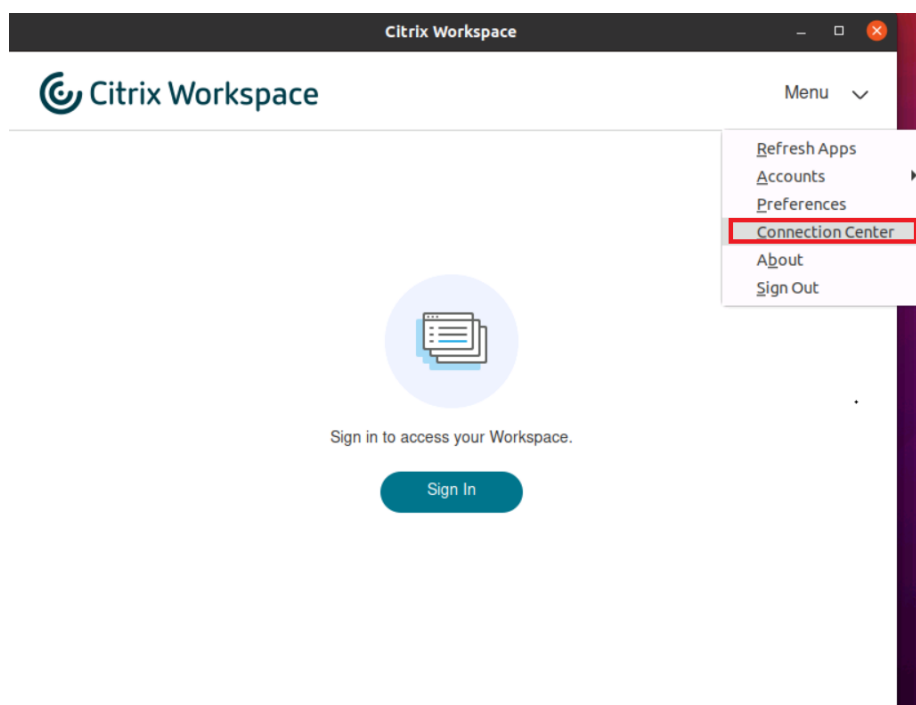 Citrix Workspace
Citrix Workspace
Menu
Refresh Apps
Accounts
Preferences
Connection Center
About
Sign Out
Sign in to access your Workspace.
Sign In